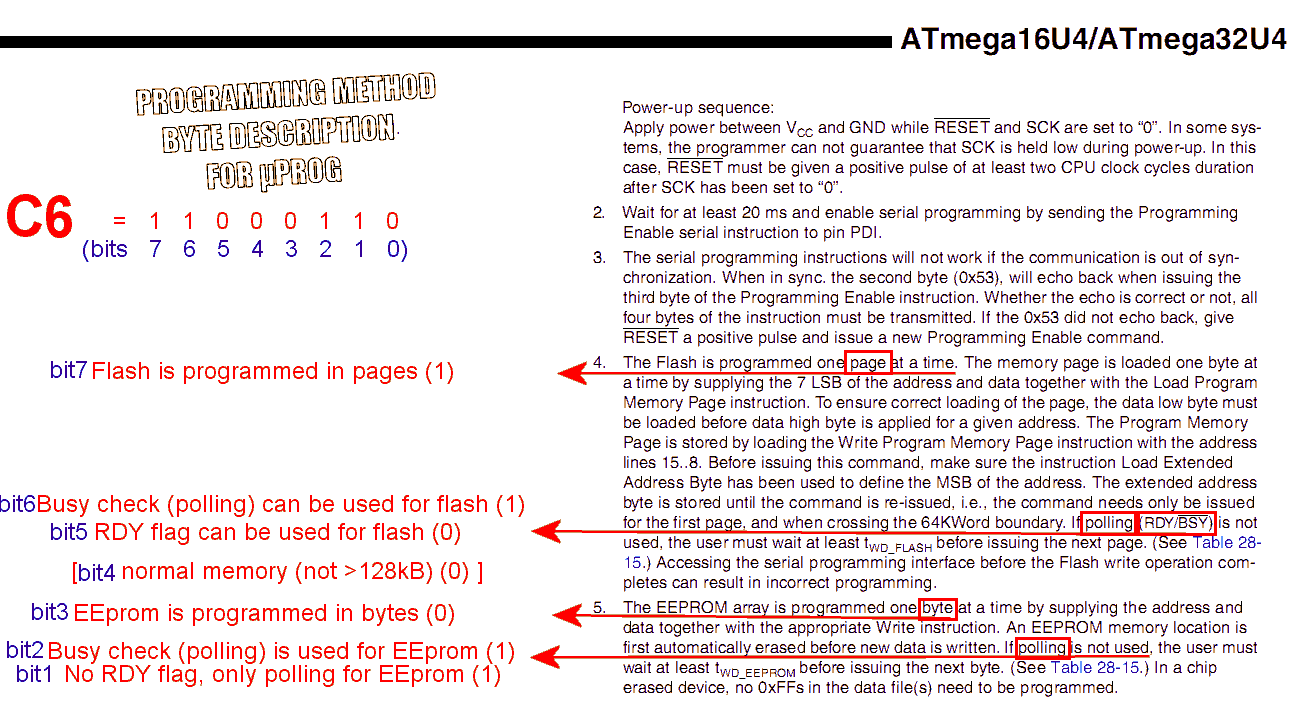 ATmega16U4/ATmega32U4
PROGRAMMING METHOD
BYTE DESCRIPTION
FOR µPROG
C6 = 1 1 0 0 0 1 1 0
(bits 7 6 5 4 3 2 1 0)
bit7 Flash is programmed in pages (1)
bit6Busy check (polling) can be used for flash (1)
bit5 RDY flag can be used for flash (0)
[bit4 normal memory (not >128kB) (0) ]
bit3 EEprom is programmed in bytes (0)
bit2 Busy check (polling) is used for EEprom (1)
bit1 No RDY flag, only polling for EEprom (1)
Power-up sequence:
Apply power between VCC and GND while RESET and SCK are set to “0”. In some sys-
tems, the programmer can not guarantee that SCK is held low during power-up. In this
case, RESET must be given a positive pulse of at least two CPU clock cycles duration
after SCK has been set to “0”.
2. Wait for at least 20 ms and enable serial programming by sending the Programming
Enable serial instruction to pin PDI.
3. The serial programming instructions will not work if the communication is out of syn-
chronization. When in sync. the second byte (0x53), will echo back when issuing the
third byte of the Programming Enable instruction. Whether the echo is correct or not, all
four bytes of the instruction must be transmitted. If the 0x53 did not echo back, give
RESET a positive pulse and issue a new Programming Enable command.
4. The Flash is programmed one page at a time. The memory page is loaded one byte at
a time by supplying the 7 LSB of the address and data together with the Load Program
Memory Page instruction. To ensure correct loading of the page, the data low byte must
be loaded before data high byte is applied for a given address. The Program Memory
Page is stored by loading the Write Program Memory Page instruction with the address
lines 15..8. Before issuing this command, make sure the instruction Load Extended
Address Byte has been used to define the MSB of the address. The extended address
byte is stored until the command is re-issued, i.e., the command needs only be issued
for the first page, and when crossing the 64KWord boundary. If polling (RDY/BSY) is not
used, the user must wait at least tWD_FLASH before issuing the next page. (See Table 28-
15.) Accessing the serial programming interface before the Flash write operation com-
pletes can result in incorrect programming.
5. The EEPROM array is programmed one byte at a time by supplying the address and
data together with the appropriate Write instruction. An EEPROM memory location is
first automatically erased before new data is written. If polling is not used, the user must
wait at least tWD_EEPROM before issuing the next byte. (See Table 28-15.) In a chip
erased device, no 0xFFs in the data file(s) need to be programmed.